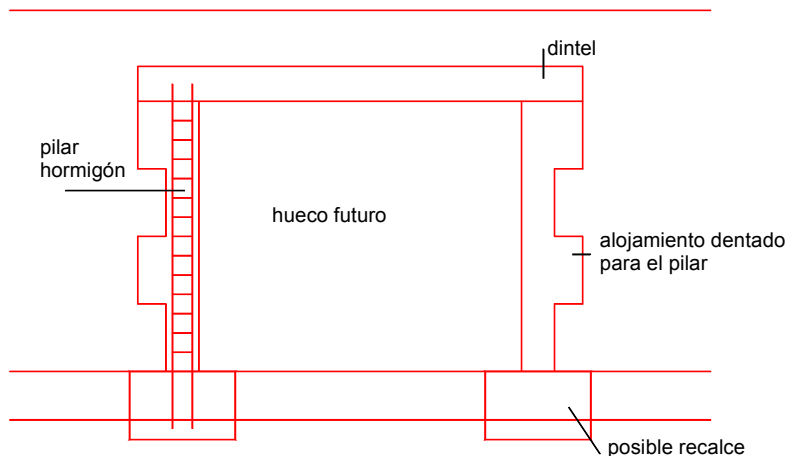 dintel
pilar
hormigón
hueco futuro
alojamiento dentado
para el pilar
posible recalce